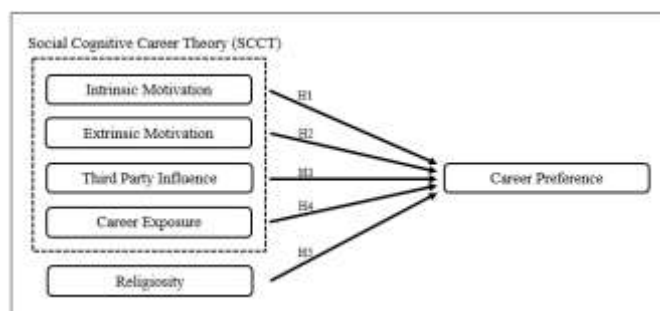 Social Cognitive Career Theory (SCCT)
Intrinsic Motivation
H1
Extrinsic Motivation
H2
Third Party Influence
H3
Career Preference
Career Exposure
H4
H5
Religiosity